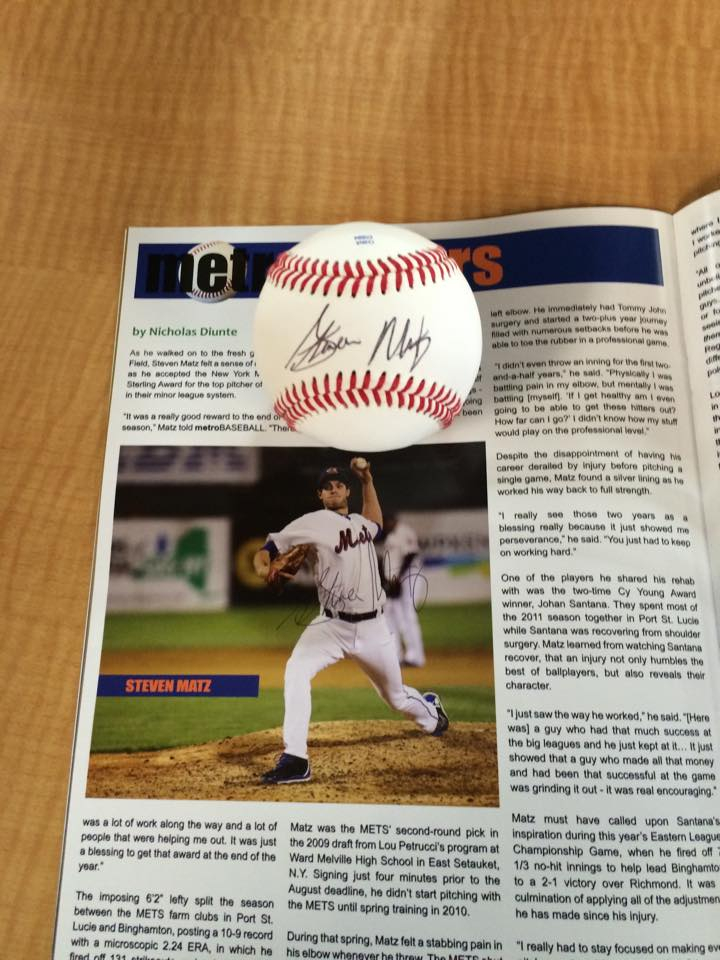 metr
rs
by Nicholas Diunte
As he walked on to the fresh
Field, Steven Matz felt a sense of
as he accepted the New York
Sterling Award for the top pitcher of
in their minor league system.
"It was a really good reward to the end of
season," Matz told metroBASEBALL.
Steven Matz
been
Mets
Steven Matz
STEVEN MATZ
was a lot of work along the way and a lot of
people that were helping me out. It was just
a blessing to get that award at the end of the
year."
The imposing 6'2" lefty split the season
between the METS farm clubs in Port St.
Lucie and Binghamton, posting a 10-9 record
with a microscopic 2.24 ERA, in which he
fired off 131
Matz was the METS' second-round pick in
the 2009 draft from Lou Petrucci's program at
Ward Melville High School in East Setauket,
N.Y. Signing just four months prior to the
August deadline, he didn't start pitching with
the METS until spring training in 2010.
During that spring, Matz felt a stabbing pain in
his elbow whenever he threw. The METS
left elbow. He immediately had Tommy John
surgery and started a two-plus year journey
filled with numerous setbacks before he was
able to toe the rubber in a professional game.
"I didn't even throw an inning for the first two-
and-a-half years," he said. "Physically I was
battling pain in my elbow, but mentally I was
battling [myself]. 'If I get healthy am I even
going to be able to get these hitters out?
How far can I go?' I didn't know how my stuff
would play on the professional level."
Despite the disappointment of having his
career derailed by injury before pitching a
single game, Matz found a silver lining as he
worked his way back to full strength.
"I really see those two years as a
blessing really because it just showed me
perseverance," he said. "You just had to keep
on working hard."
One of the players he shared his rehab
with was the two-time Cy Young Award
winner, Johan Santana. They spent most of
the 2011 season together in Port St. Lucie
while Santana was recovering from shoulder
surgery. Matz learned from watching Santana
recover, that an injury not only humbles the
best of ballplayers, but also reveals their
character.
"I just saw the way he worked," he said. "[Here
was] a guy who had that much success at
the big leagues and he just kept at it... It just
showed that a guy who made all that money
and had been that successful at the game
was grinding it out - it was real encouraging."
Matz must have called upon Santana's
inspiration during this year's Eastern League
Championship Game, when he fired off 7
1/3 no-hit innings to help lead Binghamto
to a 2-1 victory over Richmond. It was
culmination of applying all of the adjustmen
he has made since his injury.
"I really had to stay focused on making